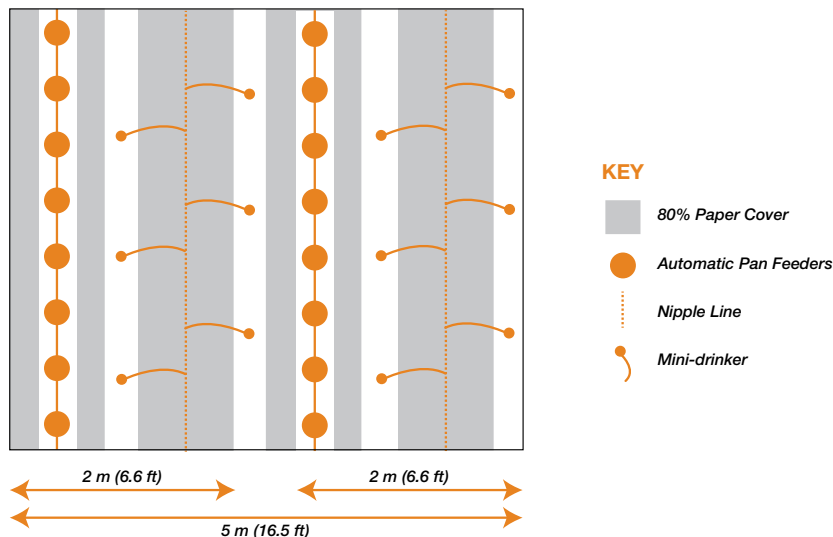 KEY
80% Paper Cover
Automatic Pan Feeders
Nipple Line
Mini-drinker
2 m (6.6 ft)
2 m (6.6 ft)
5 m (16.5 ft)